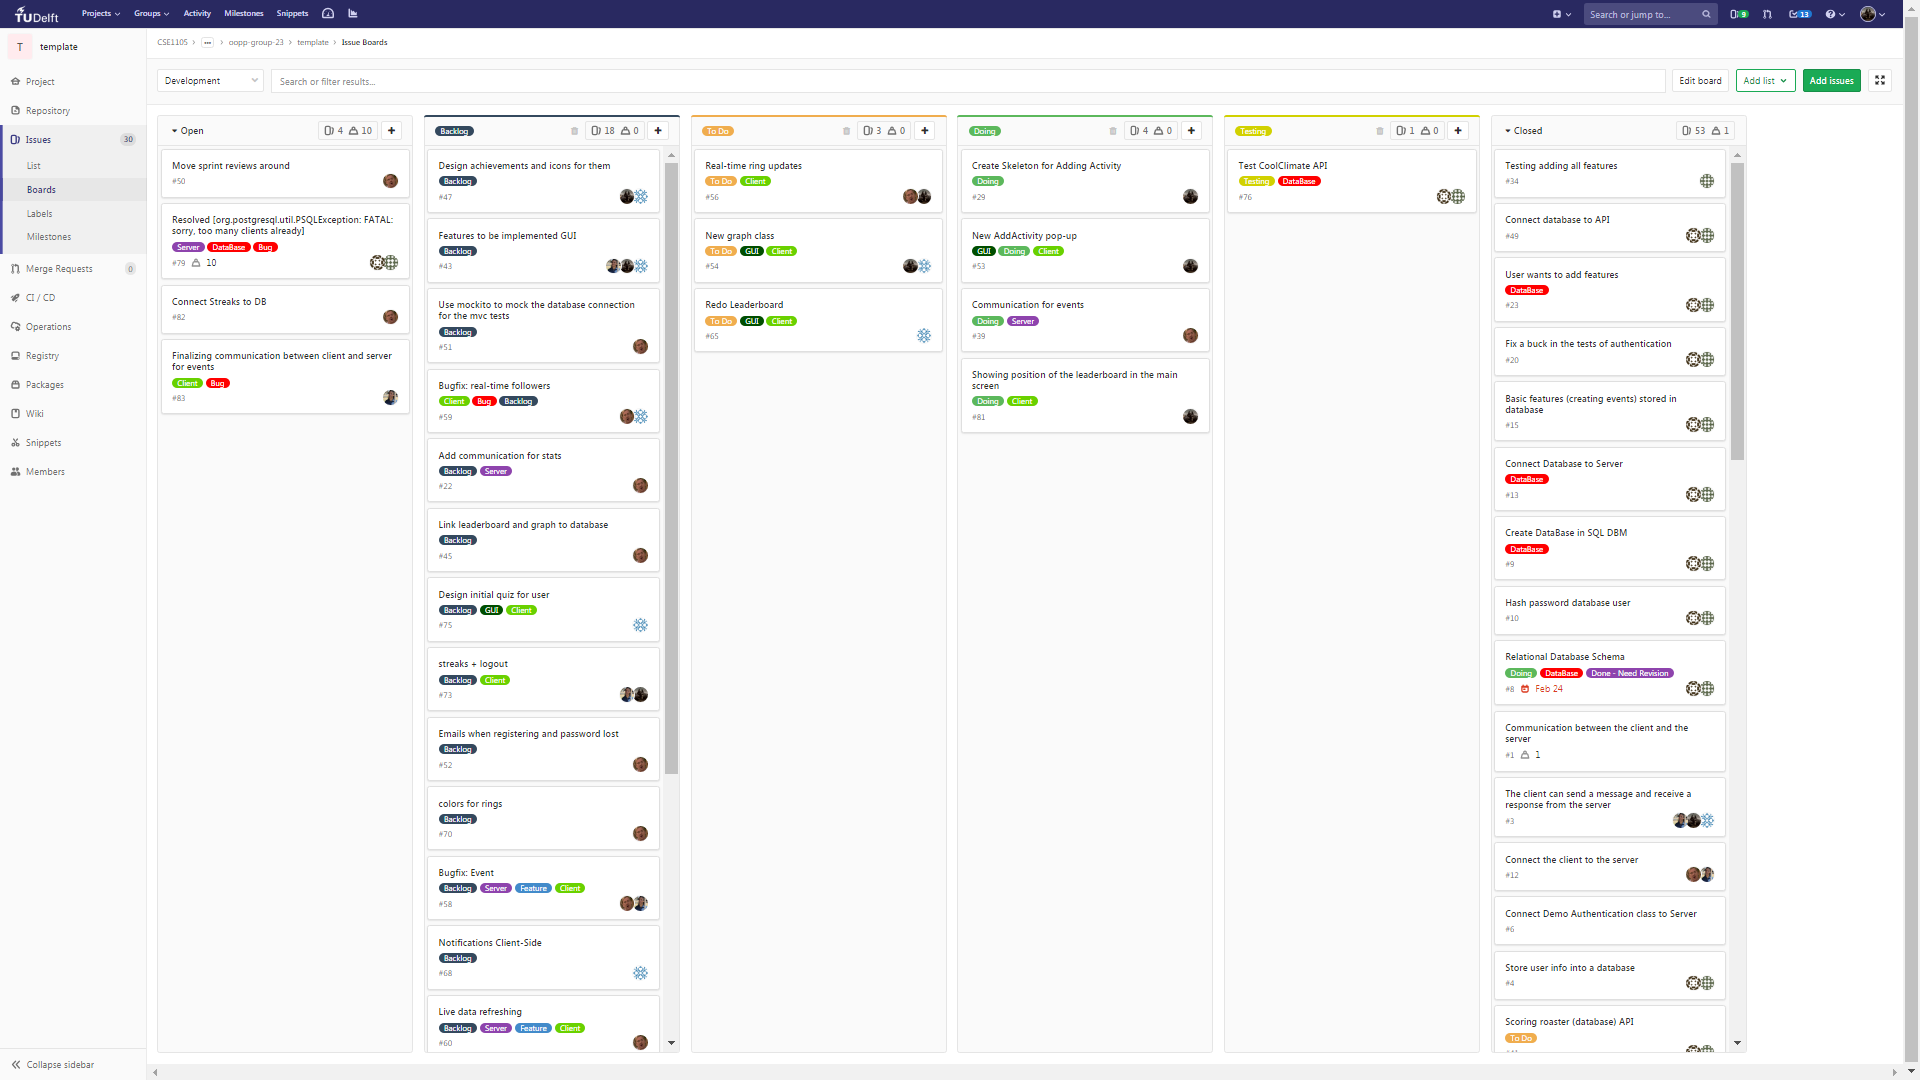 TUDelft
Projects
Groups
Activity
Milestones
Snippets
Search or jump to...
9
13
T
template
CSE1105
oopp-group-23
template
Issue Boards
Project
Repository
Issues
30
List
Boards
Labels
Milestones
Merge Requests
0
CI / CD
Operations
Registry
Packages
Wiki
Snippets
Members
Collapse sidebar
Development
Search or filter results...
Edit board
Add list
Add issues
Open
4
10
Move sprint reviews around
#50
Resolved [org.postgresql.util.PSQLException: FATAL:
sorry, too many clients already]
Server DataBase Bug
#79 10
Connect Streaks to DB
#82
Finalizing communication between client and server
for events
Client Bug
#83
Backlog
18
0
Design achievements and icons for them
Backlog
#47
Features to be implemented GUI
Backlog
#43
Use mockito to mock the database connection
for the mvc tests
Backlog
#51
Bugfix: real-time followers
Client Bug Backlog
#59
Add communication for stats
Backlog Server
#22
Link leaderboard and graph to database
Backlog
#45
Design initial quiz for user
Backlog GUI Client
#75
streaks + logout
Backlog Client
#73
Emails when registering and password lost
Backlog
#52
colors for rings
Backlog
#70
Bugfix: Event
Backlog Server Feature Client
#58
Notifications Client-Side
Backlog
#68
Live data refreshing
Backlog Server Feature Client
#60
To Do
3
0
Real-time ring updates
To Do Client
#56
New graph class
To Do GUI Client
#54
Redo Leaderboard
To Do GUI Client
#65
Doing
4
0
Create Skeleton for Adding Activity
Doing
#29
New AddActivity pop-up
GUI Doing Client
#53
Communication for events
Doing Server
#39
Showing position of the leaderboard in the main
screen
Doing Client
#81
Testing
1
0
Test CoolClimate API
Testing DataBase
#76
Closed
53
1
Testing adding all features
#34
Connect database to API
#49
User wants to add features
DataBase
#23
Fix a buck in the tests of authentication
#20
Basic features (creating events) stored in
database
#15
Connect Database to Server
DataBase
#13
Create DataBase in SQL DBM
DataBase
#9
Hash password database user
#10
Relational Database Schema
Doing DataBase Done - Need Revision
#8 Feb 24
Communication between the client and the
server
#1 1
The client can send a message and receive a
response from the server
#3
Connect the client to the server
#12
Connect Demo Authentication class to Server
#6
Store user info into a database
#4
Scoring roaster (database) API
To Do